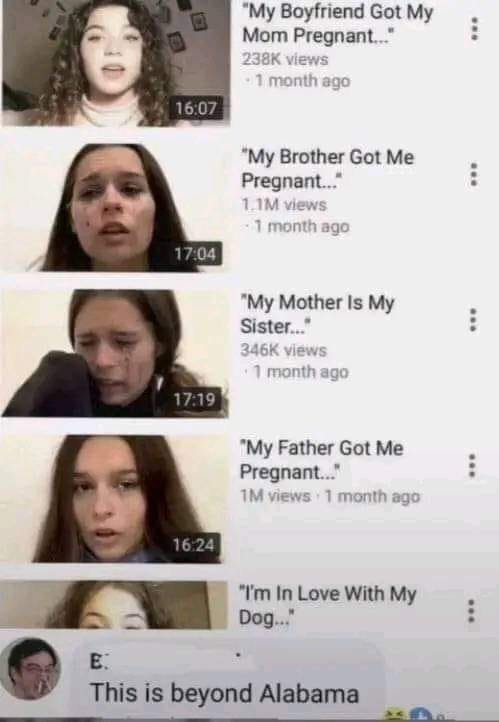 "My Boyfriend Got My
Mom Pregnant..."
238K views
· 1 month ago
16:07
"My Brother Got Me
Pregnant..."
1.1M views
· 1 month ago
17:04
"My Mother Is My
Sister..."
346K views
· 1 month ago
17:19
"My Father Got Me
Pregnant..."
1M views · 1 month ago
16:24
"I'm In Love With My
Dog..."
E
This is beyond Alabama